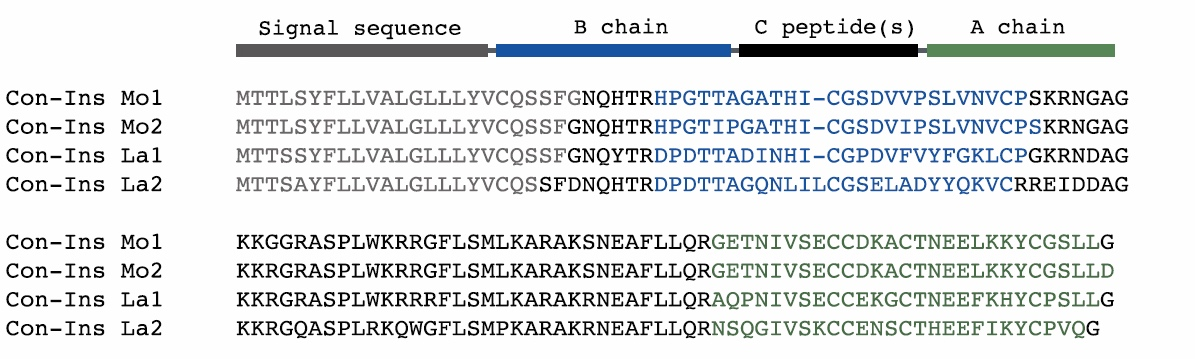 Signal sequence B chain C peptide(s) A chain
Con-Ins Mo1 MTTLSYFLLVALGLLLYVCQSSFGNQHTRHPGTTAGATHI-CGSDVVPSLVNVCPSKRNGAG
Con-Ins Mo2 MTTLSYFLLVALGLLLYVCQSSFGNQHTRHPGTIPGATHI-CGSDVIPSLVNVCPSKRNGAG
Con-Ins La1 MTTSSYFLLVALGLLLYVCQSSFGNQYTRDPDTTADINHI-CGPDVFVYFGKLCPGKRNDAG
Con-Ins La2 MTTSAYFLLVALGLLLYVCQSSFDNQHTRDPDTTAGQNLILCGSELADYYQKVCRREIDDAG
Con-Ins Mo1 KKGGRASPLWKRRGFLSMLKARAKSNEAFLLQRGETNIVSECCDKACTNEELKKYCGSLLG
Con-Ins Mo2 KKRGRASPLWKRRGFLSMLKARAKSNEAFLLQRGETNIVSECCDKACTNEELKKYCGSLLD
Con-Ins La1 KKRGRASPLWKRRRFLSMLKARAKRNEAFLLQRAQPNIVSECCEKGCTNEEFKHYCPSLLG
Con-Ins La2 KKRGQASPLRKQWGFLSMPKARAKRNEAFLLQRNSQGIVSKCCENSCTHEEFIKYCPVQG